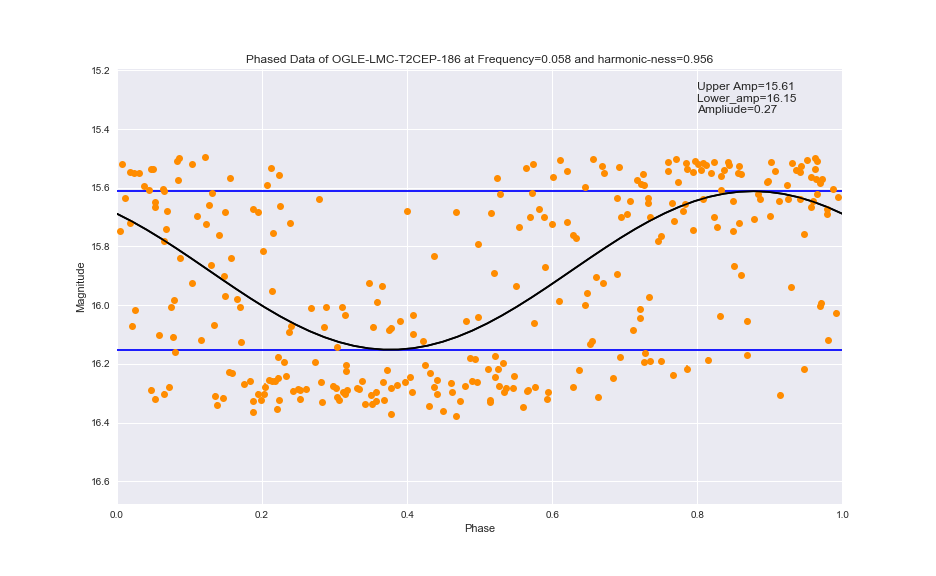 Phased Data of OGLE-LMC-T2CEP-186 at Frequency=0.058 and harmonic-ness=0.956
Upper Amp=15.61
Lower_amp=16.15
Ampliude=0.27
Magnitude
15.2
15.4
15.6
15.8
16.0
16.2
16.4
16.6
0.0
0.2
0.4
0.6
0.8
1.0
Phase